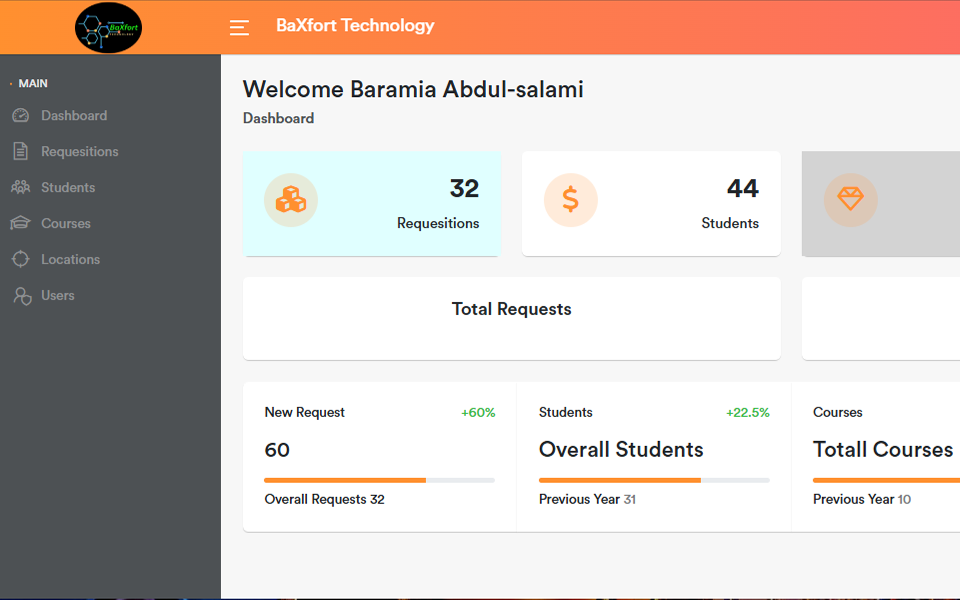 BaXfort
BaXfort Technology
MAIN
Dashboard
Requesitions
Students
Courses
Locations
Users
Welcome Baramia Abdul-salami
Dashboard
32
Requesitions
44
Students
Total Requests
New Request +60%
60
Overall Requests 32
Students +22.5%
Overall Students
Previous Year 31
Courses
Totall Courses
Previous Year 10